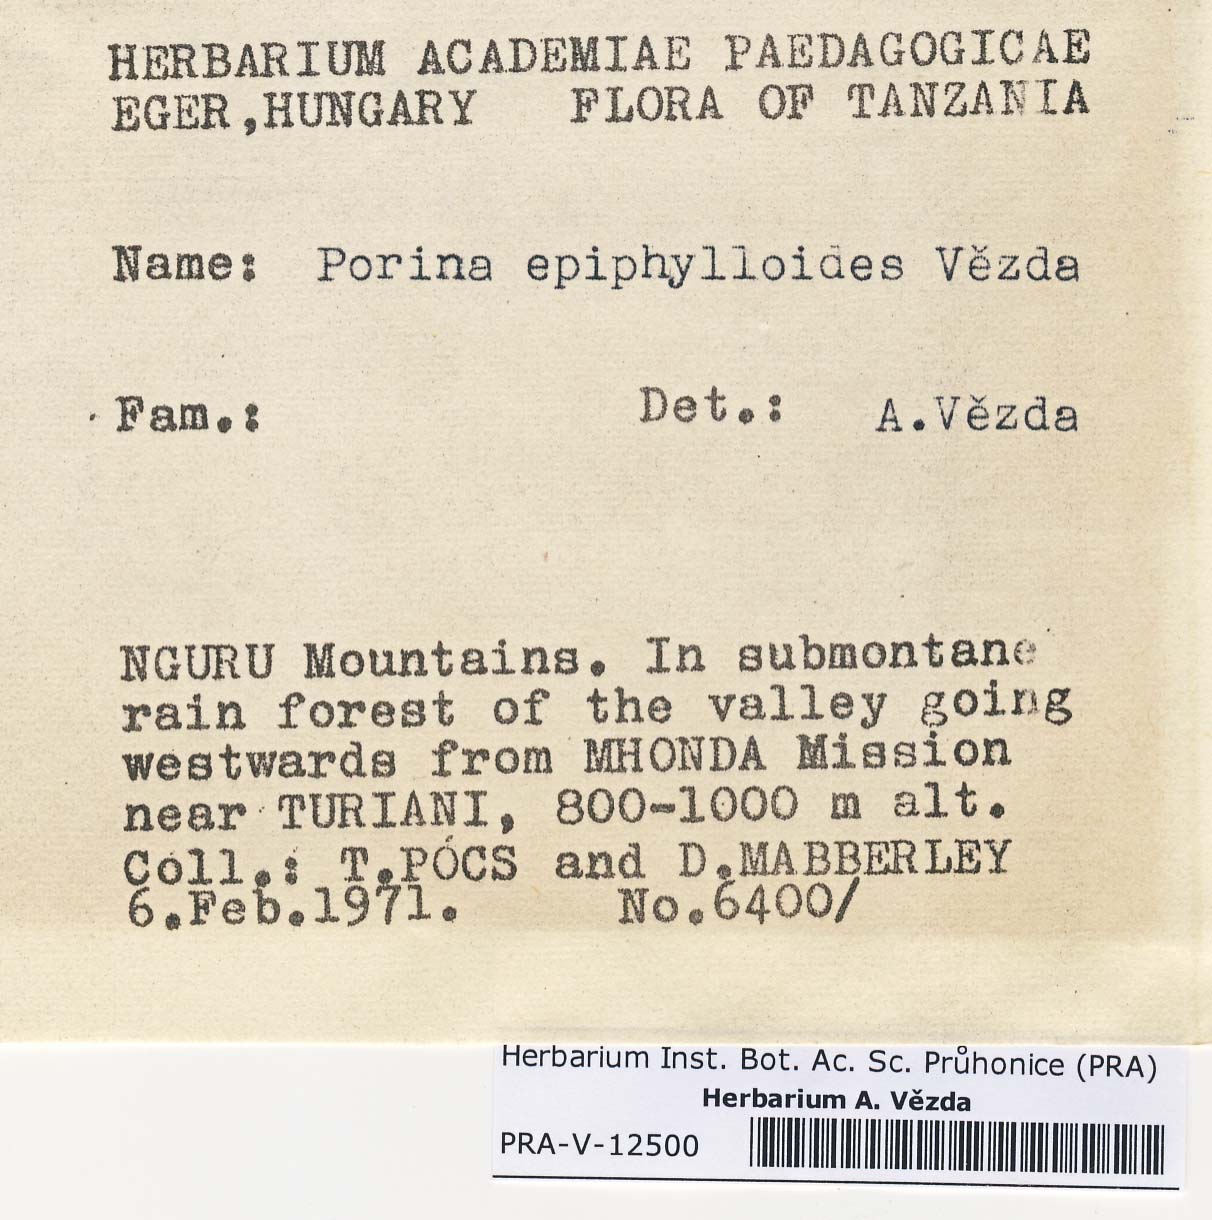 HERBARIUM ACADEMIAE PAEDAGOGICAE
EGER,HUNGARY FLORA OF TANZANIA
Name: Porina epiphylloides Vězda
Fam.: Det.: A.Vězda
NGURU Mountains. In submontane
rain forest of the valley going
westwards from MHONDA Mission
near TURIANI, 800-1000 m alt.
Coll.: T.PÓCS and D.MABBERLEY
6.Feb.1971. No.6400/
Herbarium Inst. Bot. Ac. Sc. Průhonice (PRA)
Herbarium A. Vězda
PRA-V-12500